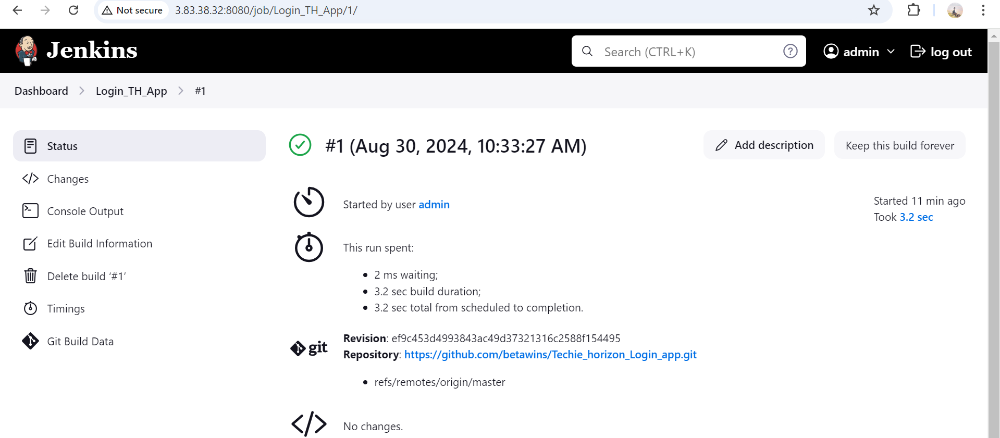 Not secure 3.83.38.32:8080/job/Login_TH_App/1/
Jenkins
Search (CTRL+K)
?
admin
log out
Dashboard > Login_TH_App > #1
Status
Changes
Console Output
Edit Build Information
Delete build ‘#1’
Timings
Git Build Data
#1 (Aug 30, 2024, 10:33:27 AM)
Add description
Keep this build forever
Started by user admin
Started 11 min ago
Took 3.2 sec
This run spent:
• 2 ms waiting;
• 3.2 sec build duration;
• 3.2 sec total from scheduled to completion.
git
Revision: ef9c453d4993843ac49d37321316c2588f154495
Repository: https://github.com/betawins/Techie_horizon_Login_app.git
• refs/remotes/origin/master
No changes.